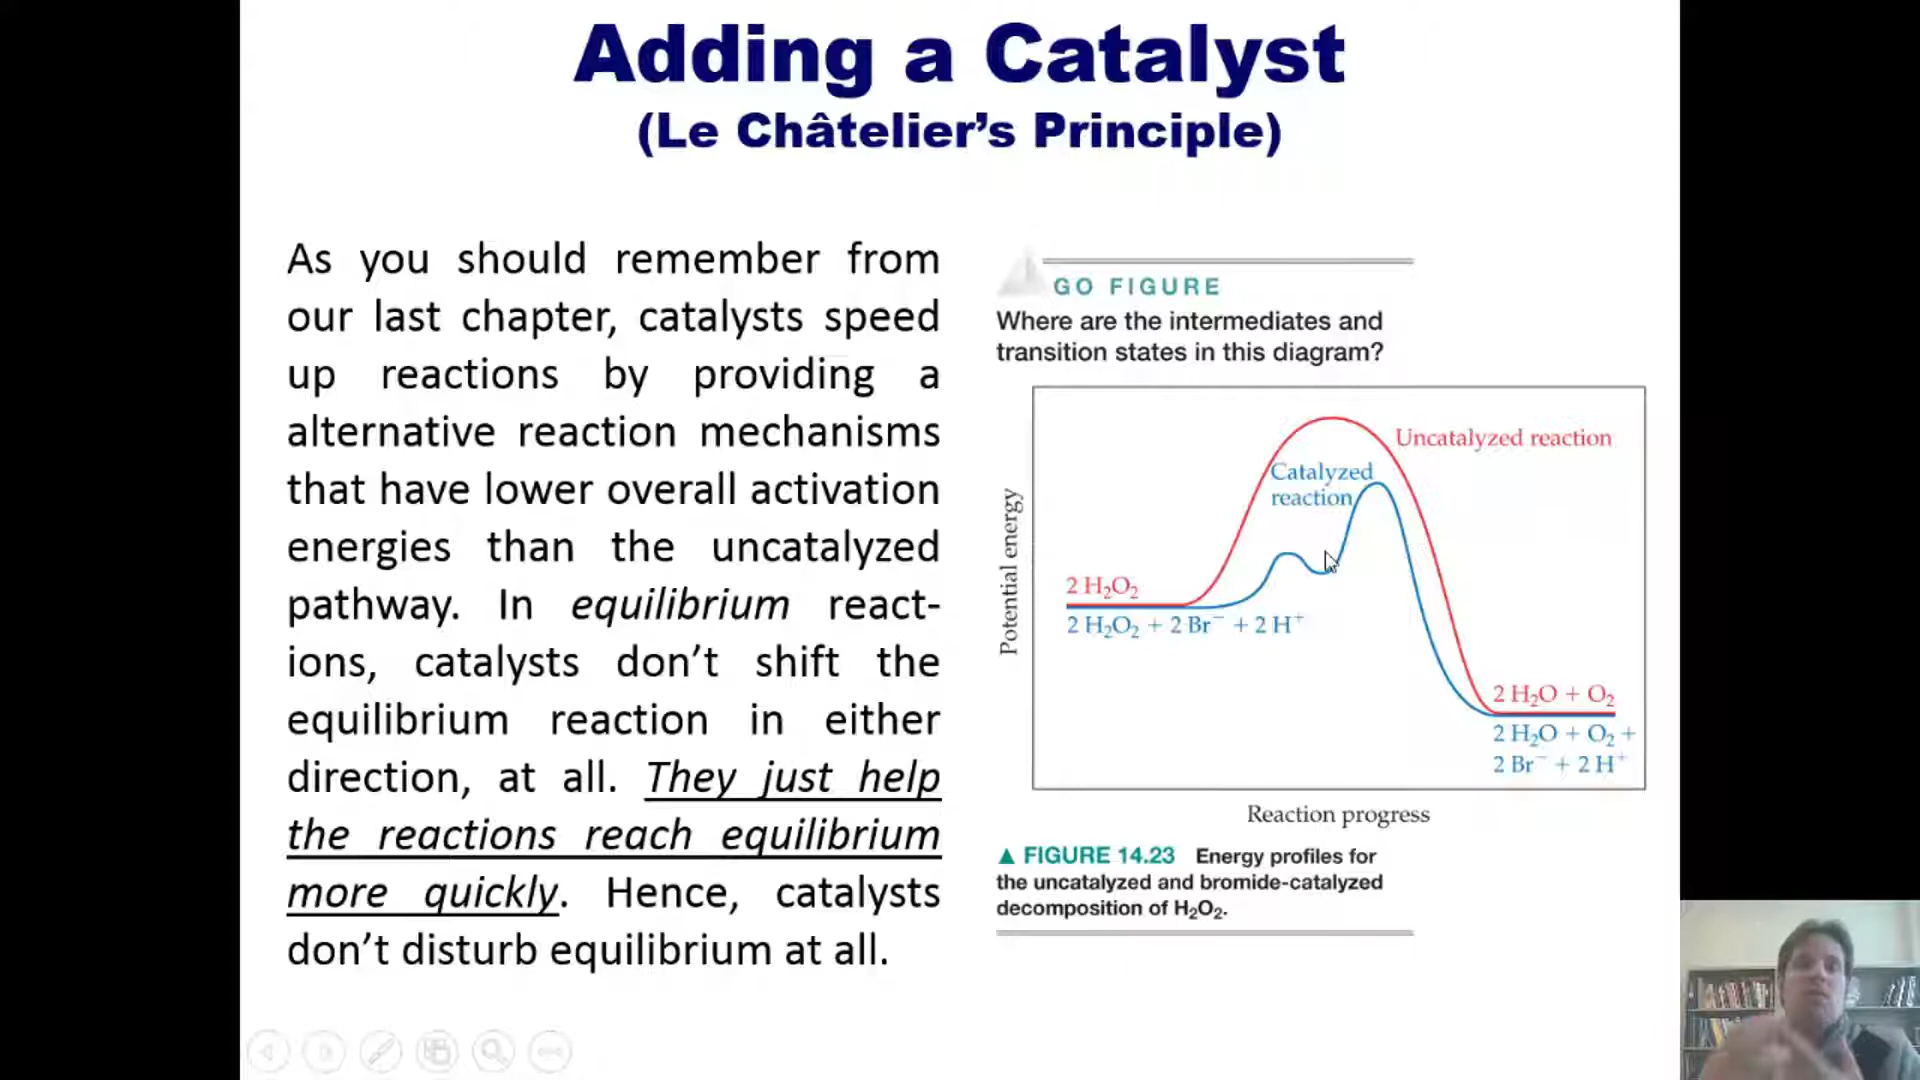 Adding a Catalyst
(Le Châtelier’s Principle)
As you should remember from
our last chapter, catalysts speed
up reactions by providing a
alternative reaction mechanisms
that have lower overall activation
energies than the uncatalyzed
pathway. In equilibrium react-
ions, catalysts don’t shift the
equilibrium reaction in either
direction, at all. They just help
the reactions reach equilibrium
more quickly. Hence, catalysts
don’t disturb equilibrium at all.
GO FIGURE
Where are the intermediates and
transition states in this diagram?
Uncatalyzed reaction
Catalyzed
reaction
Potential energy
2 H₂O₂
2 H₂O₂ + 2 Br⁻ + 2 H⁺
2 H₂O + O₂
2 H₂O + O₂ +
2 Br⁻ + 2 H⁺
Reaction progress
▲ FIGURE 14.23 Energy profiles for
the uncatalyzed and bromide-catalyzed
decomposition of H₂O₂.